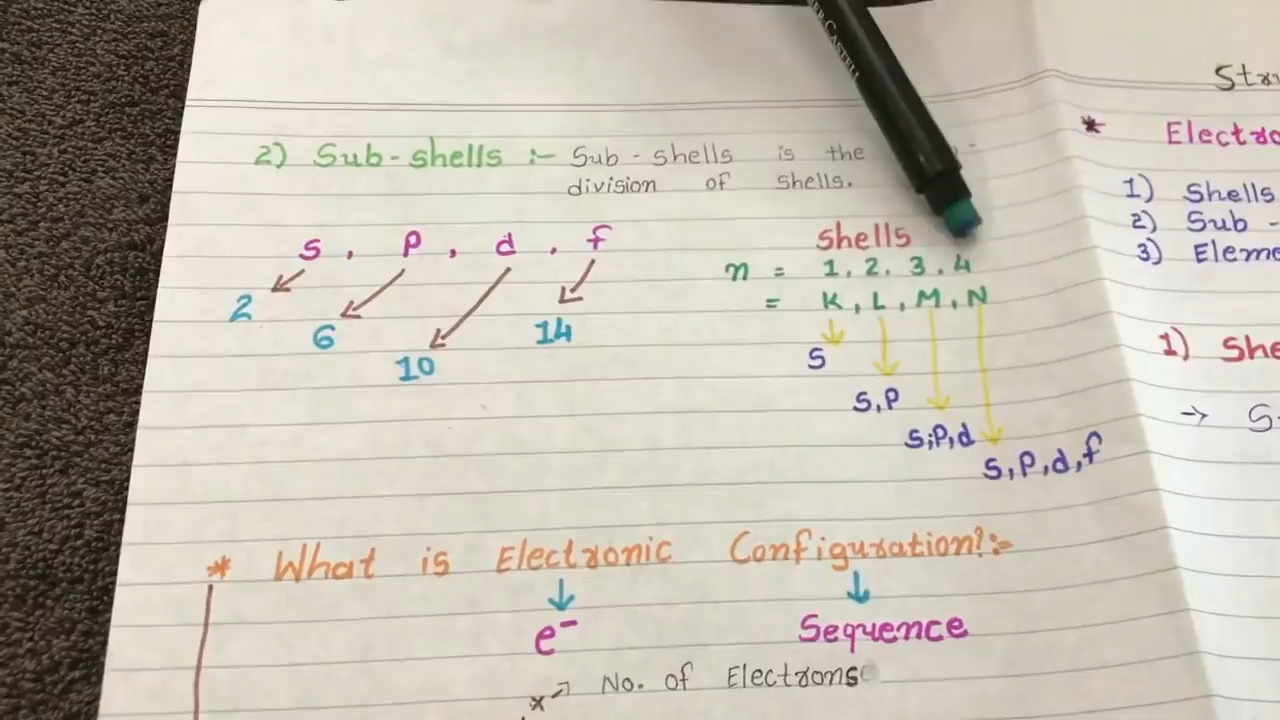 2) Sub-shells :- Sub-shells is the
division of shells.
s, p, d, f
2
6
10
14
Shells
n = 1, 2, 3, 4
= K, L, M, N
s
s,p
s,p,d
s,p,d,f
* What is Electronic Configuration?:-
e⁻ Sequence
No. of Electrons
* Electro
1) Shells
2) Sub-
3) Eleme
1) She
→ S